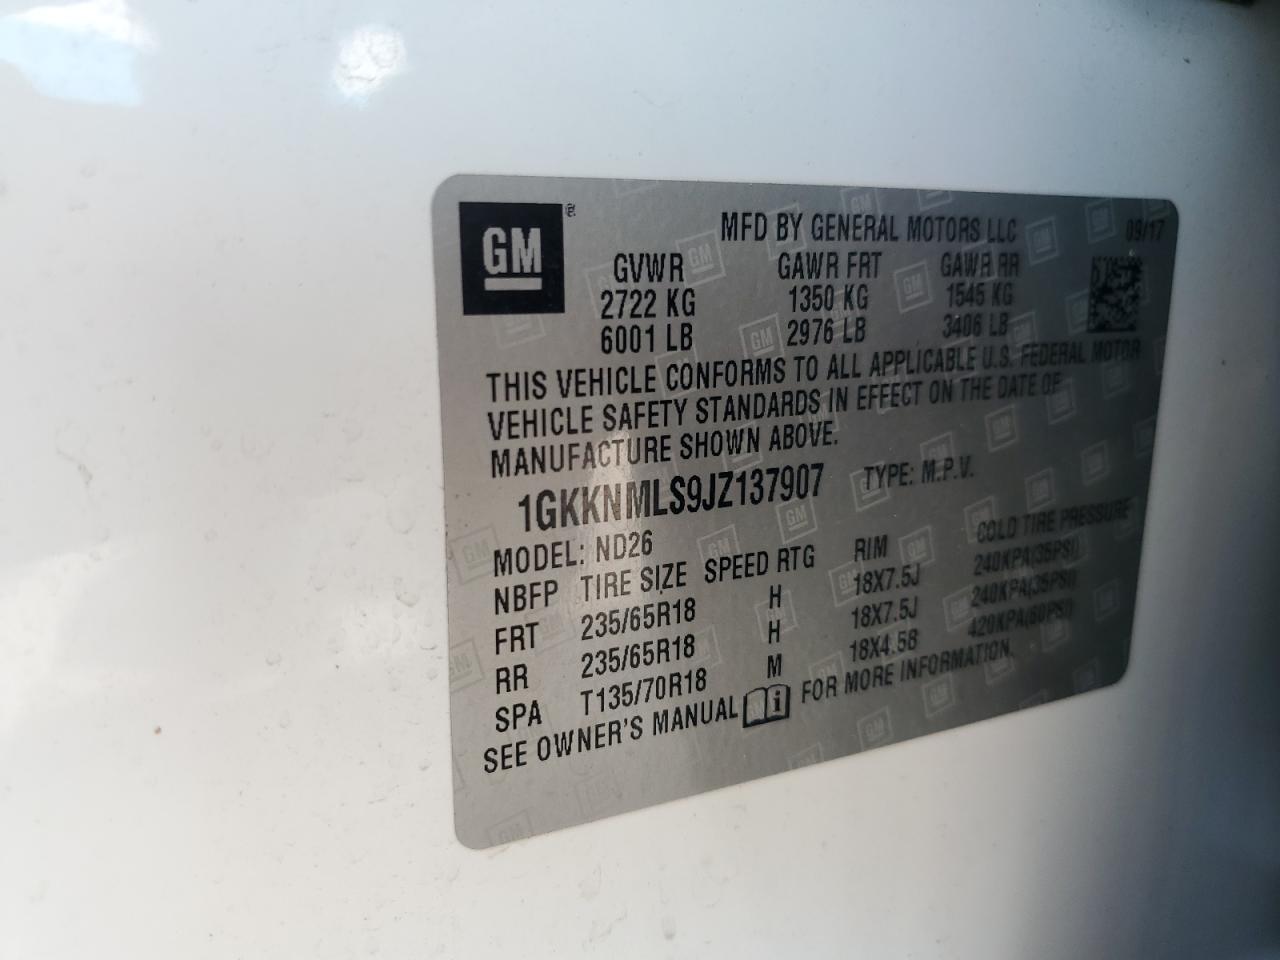 GM ®
MFD BY GENERAL MOTORS LLC 09/17
GVWR GAWR FRT GAWR RR
2722 KG 1350 KG 1545 KG
6001 LB 2976 LB 3406 LB
THIS VEHICLE CONFORMS TO ALL APPLICABLE U.S. FEDERAL MOTOR
VEHICLE SAFETY STANDARDS IN EFFECT ON THE DATE OF
MANUFACTURE SHOWN ABOVE.
1GKKNMLS9JZ137907 TYPE: M.P.V.
MODEL: ND26
NBFP TIRE SIZE SPEED RTG RIM COLD TIRE PRESSURE
FRT 235/65R18 H 18X7.5J 240KPA(35PSI)
RR 235/65R18 H 18X7.5J 240KPA(35PSI)
SPA T135/70R18 M 18X4.5B 420KPA(60PSI)
SEE OWNER'S MANUAL i FOR MORE INFORMATION.